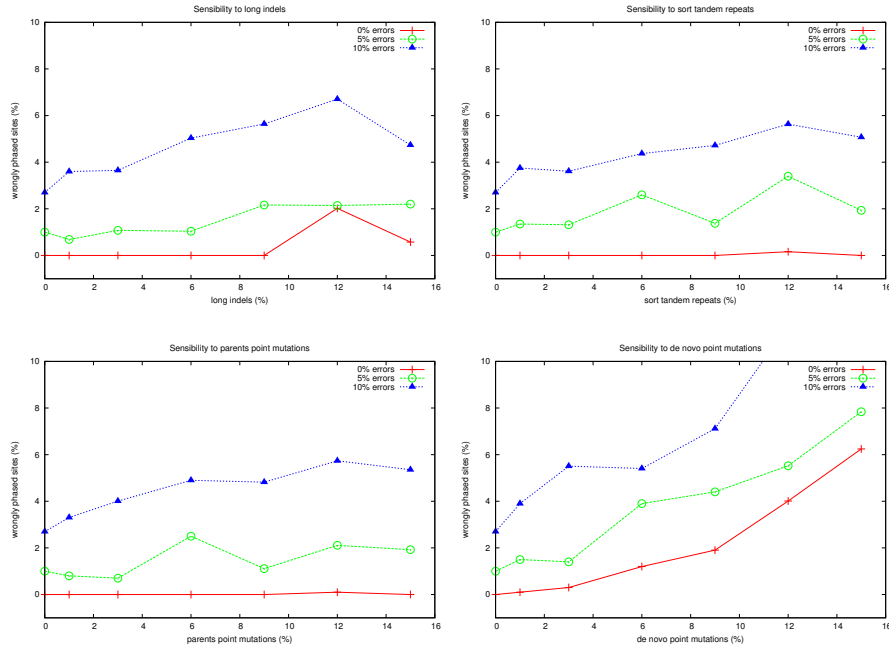 Sensibility to long indels
10
8
6
4
2
0
wrongly phased sites (%)
0% errors
5% errors
10% errors
0 2 4 6 8 10 12 14 16
long indels (%)
Sensibility to sort tandem repeats
10
8
6
4
2
0
wrongly phased sites (%)
0% errors
5% errors
10% errors
0 2 4 6 8 10 12 14 16
sort tandem repeats (%)
Sensibility to parents point mutations
10
8
6
4
2
0
wrongly phased sites (%)
0% errors
5% errors
10% errors
0 2 4 6 8 10 12 14 16
parents point mutations (%)
Sensibility to de novo point mutations
10
8
6
4
2
0
wrongly phased sites (%)
0% errors
5% errors
10% errors
0 2 4 6 8 10 12 14 16
de novo point mutations (%)